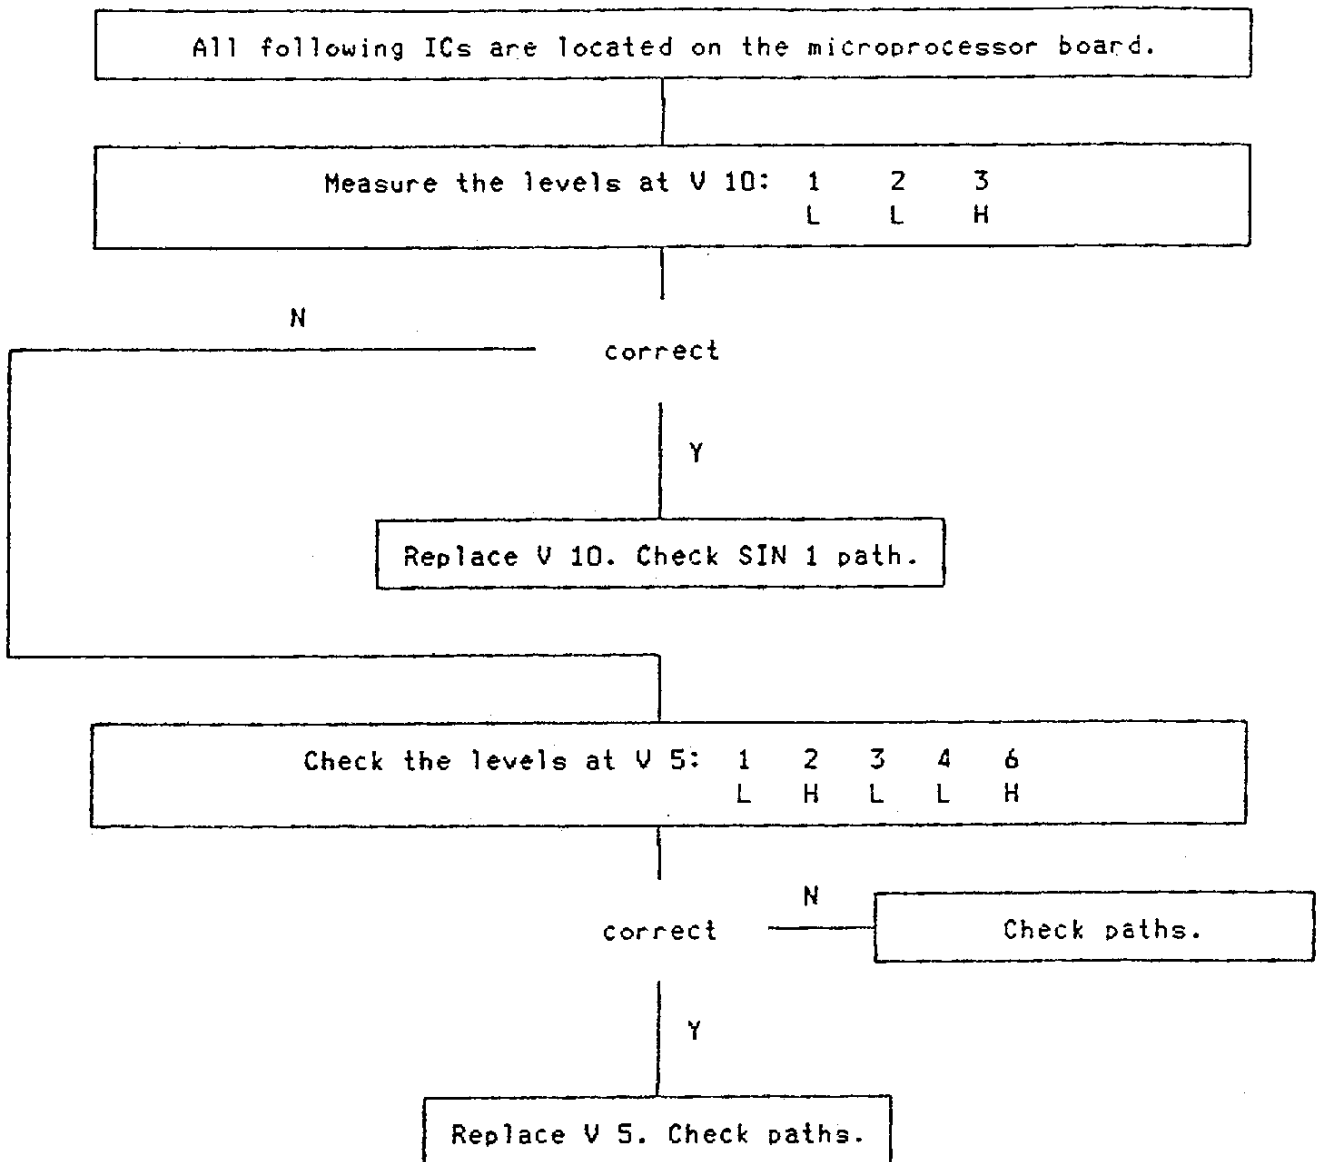 All following ICs are located on the microprocessor board.
Measure the levels at V 10: 1 2 3
L L H
N
correct
Y
Replace V 10. Check SIN 1 path.
Check the levels at V 5: 1 2 3 4 6
L H L L H
N
correct
Check paths.
Y
Replace V 5. Check paths.